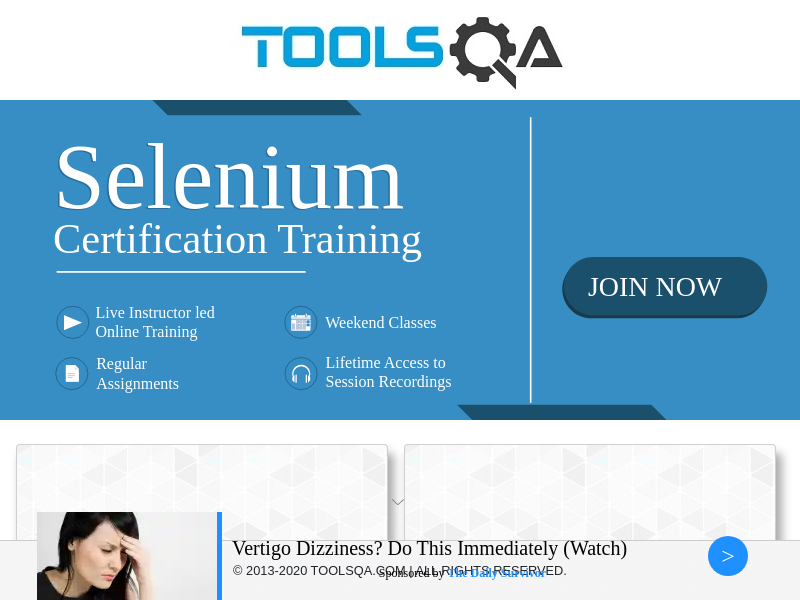 TOOLSQA
Selenium
Certification Training
JOIN NOW
Live Instructor led
Online Training
Weekend Classes
Regular
Assignments
Lifetime Access to
Session Recordings
Vertigo Dizziness? Do This Immediately (Watch)
© 2013-2020 TOOLSQA.COM | ALL RIGHTS RESERVED.
Sponsored by The Daily Survivor
>